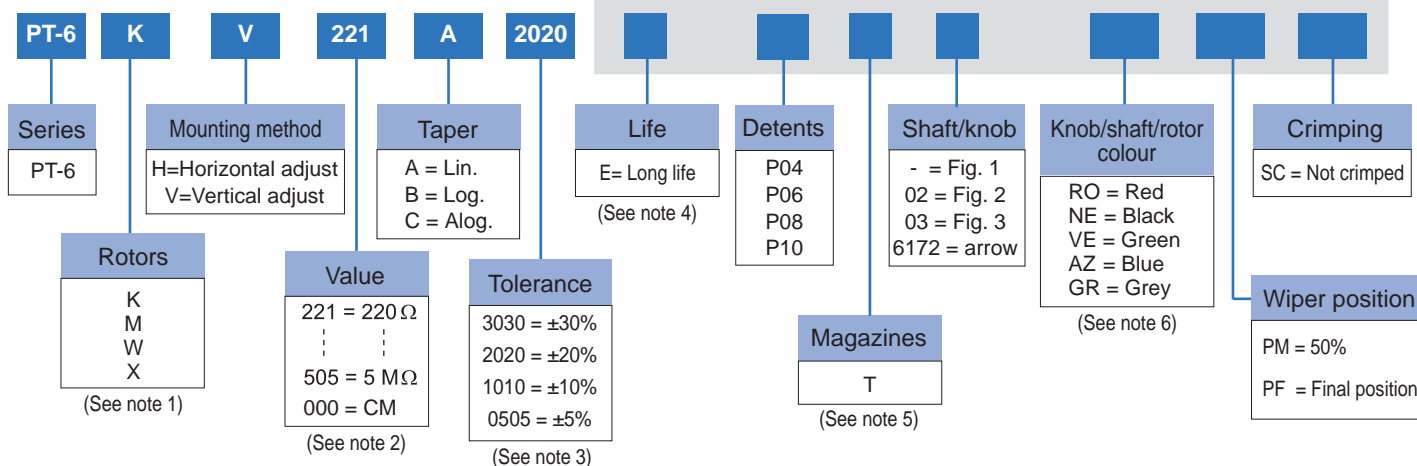 PT-6 K V 221 A 2020
Series
PT-6
Mounting method
H=Horizontal adjust
V=Vertical adjust
Taper
A = Lin.
B = Log.
C = Alog.
Life
E= Long life
(See note 4)
Detents
P04
P06
P08
P10
Shaft/knob
- = Fig. 1
02 = Fig. 2
03 = Fig. 3
6172 = arrow
Knob/shaft/rotor
colour
RO = Red
NE = Black
VE = Green
AZ = Blue
GR = Grey
(See note 6)
Crimping
SC = Not crimped
Rotors
K
M
W
X
(See note 1)
Value
221 = 220 Ω
505 = 5 MΩ
000 = CM
(See note 2)
Tolerance
3030 = ±30%
2020 = ±20%
1010 = ±10%
0505 = ±5%
(See note 3)
Magazines
T
(See note 5)
Wiper position
PM = 50%
PF = Final position